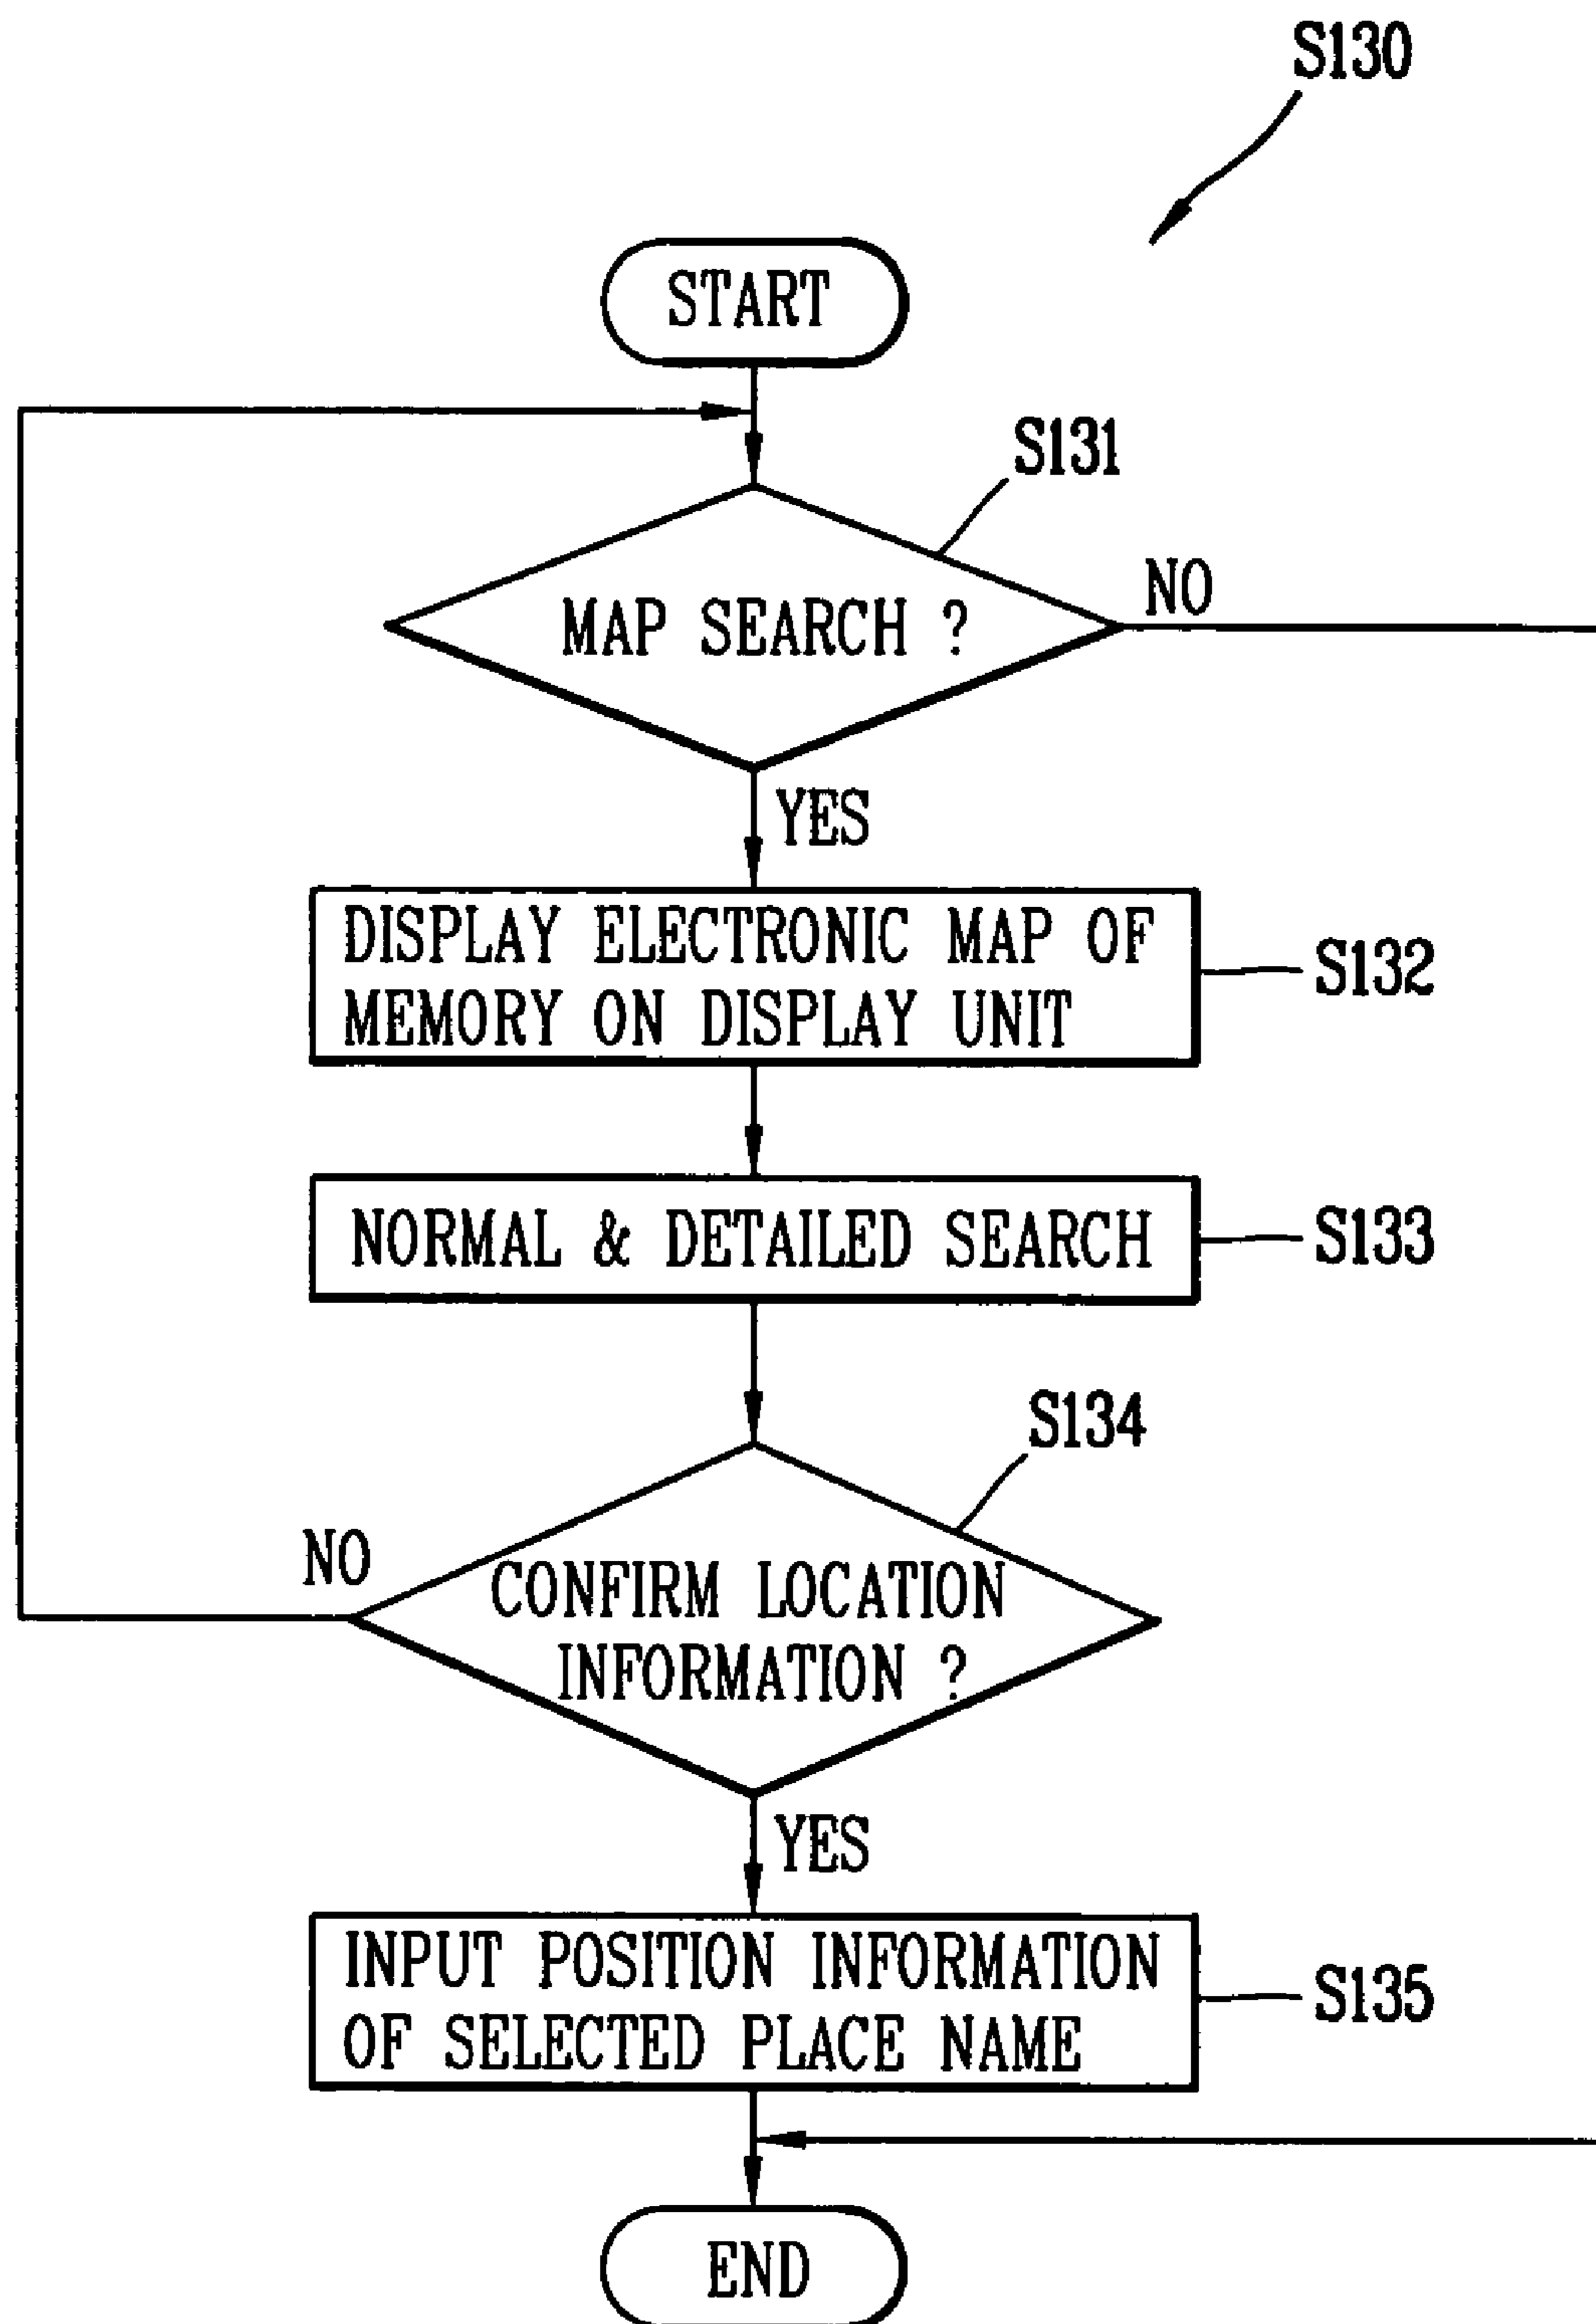 S130
START
S131
MAP SEARCH ?
NO
YES
DISPLAY ELECTRONIC MAP OF
MEMORY ON DISPLAY UNIT
S132
NORMAL & DETAILED SEARCH
S133
S134
NO
CONFIRM LOCATION
INFORMATION ?
YES
INPUT POSITION INFORMATION
OF SELECTED PLACE NAME
S135
END